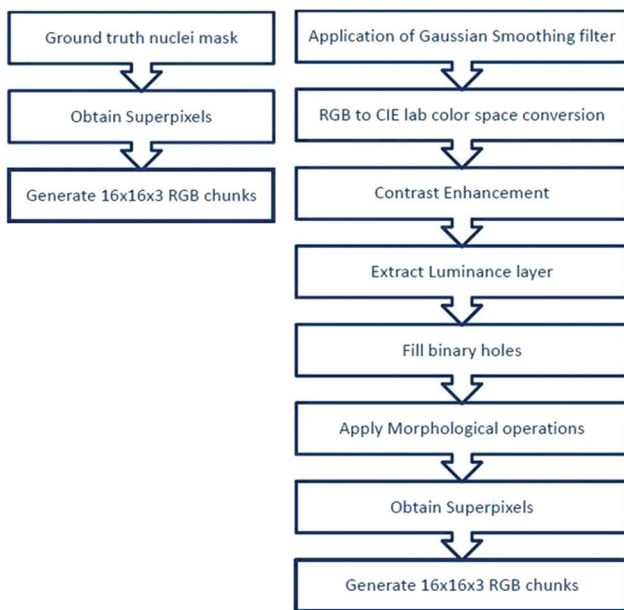 Ground truth nuclei mask
Obtain Superpixels
Generate 16x16x3 RGB chunks
Application of Gaussian Smoothing filter
RGB to CIE lab color space conversion
Contrast Enhancement
Extract Luminance layer
Fill binary holes
Apply Morphological operations
Obtain Superpixels
Generate 16x16x3 RGB chunks